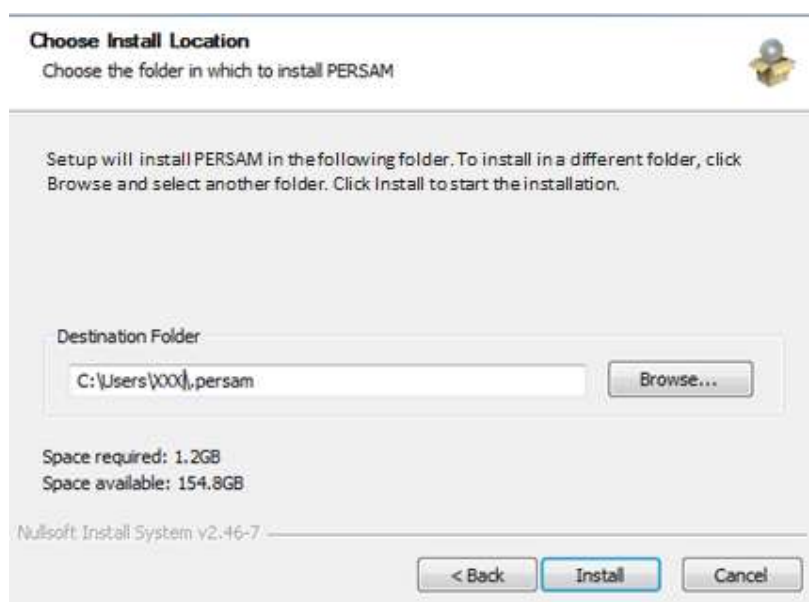 Choose Install Location
Choose the folder in which to install PERSAM
Setup will install PERSAM in the following folder. To install in a different folder, click
Browse and select another folder. Click Install to start the installation.
Destination Folder
C:\Users\XXX\.persam
Browse...
Space required: 1.2GB
Space available: 154.8GB
Nullsoft Install System v2.46-7
< Back
Install
Cancel